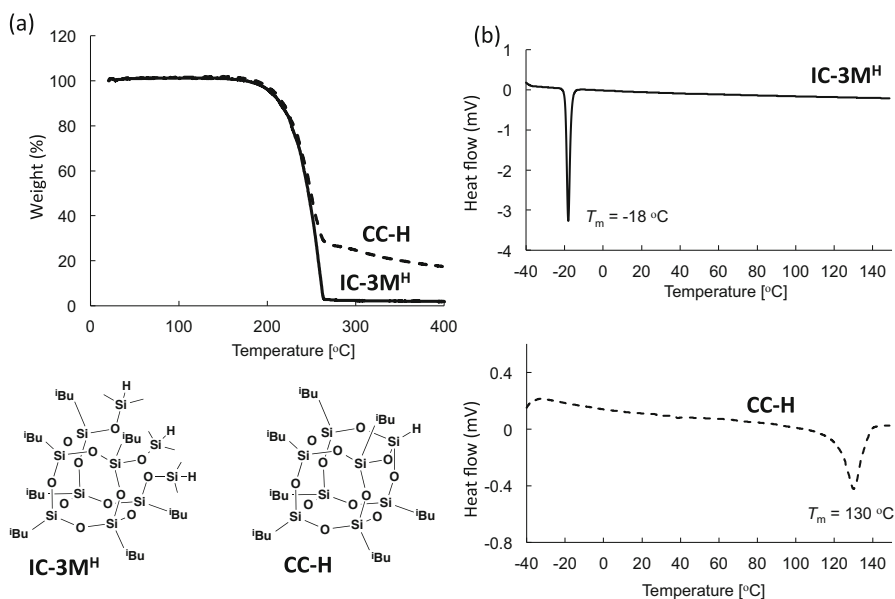 (a)
120
100
80
60
40
20
0
Weight (%)
CC-H
IC-3Mᴴ
0 100 200 300 400
Temperature [ºC]
(b)
1
0
-1
-2
-3
-4
Heat flow (mV)
IC-3Mᴴ
Tm = -18 ºC
-40 -20 0 20 40 60 80 100 120 140
Temperature [ºC]
0.4
0
-0.4
-0.8
Heat flow (mV)
CC-H
Tm = 130 ºC
-40 -20 0 20 40 60 80 100 120 140
Temperature [ºC]
H
ⁱBu Si
Si O H
ⁱBu O ⁱBu Si
Si O Si O H
O O O Si
ⁱBu Si O Si ⁱBu
O O
Si O Si
ⁱBu ⁱBu
IC-3Mᴴ
ⁱBu
ⁱBu
Si O H
ⁱBu O Si
Si O Si O
O O O O
ⁱBu Si O Si ⁱBu
O O
Si O Si
ⁱBu ⁱBu
CC-H